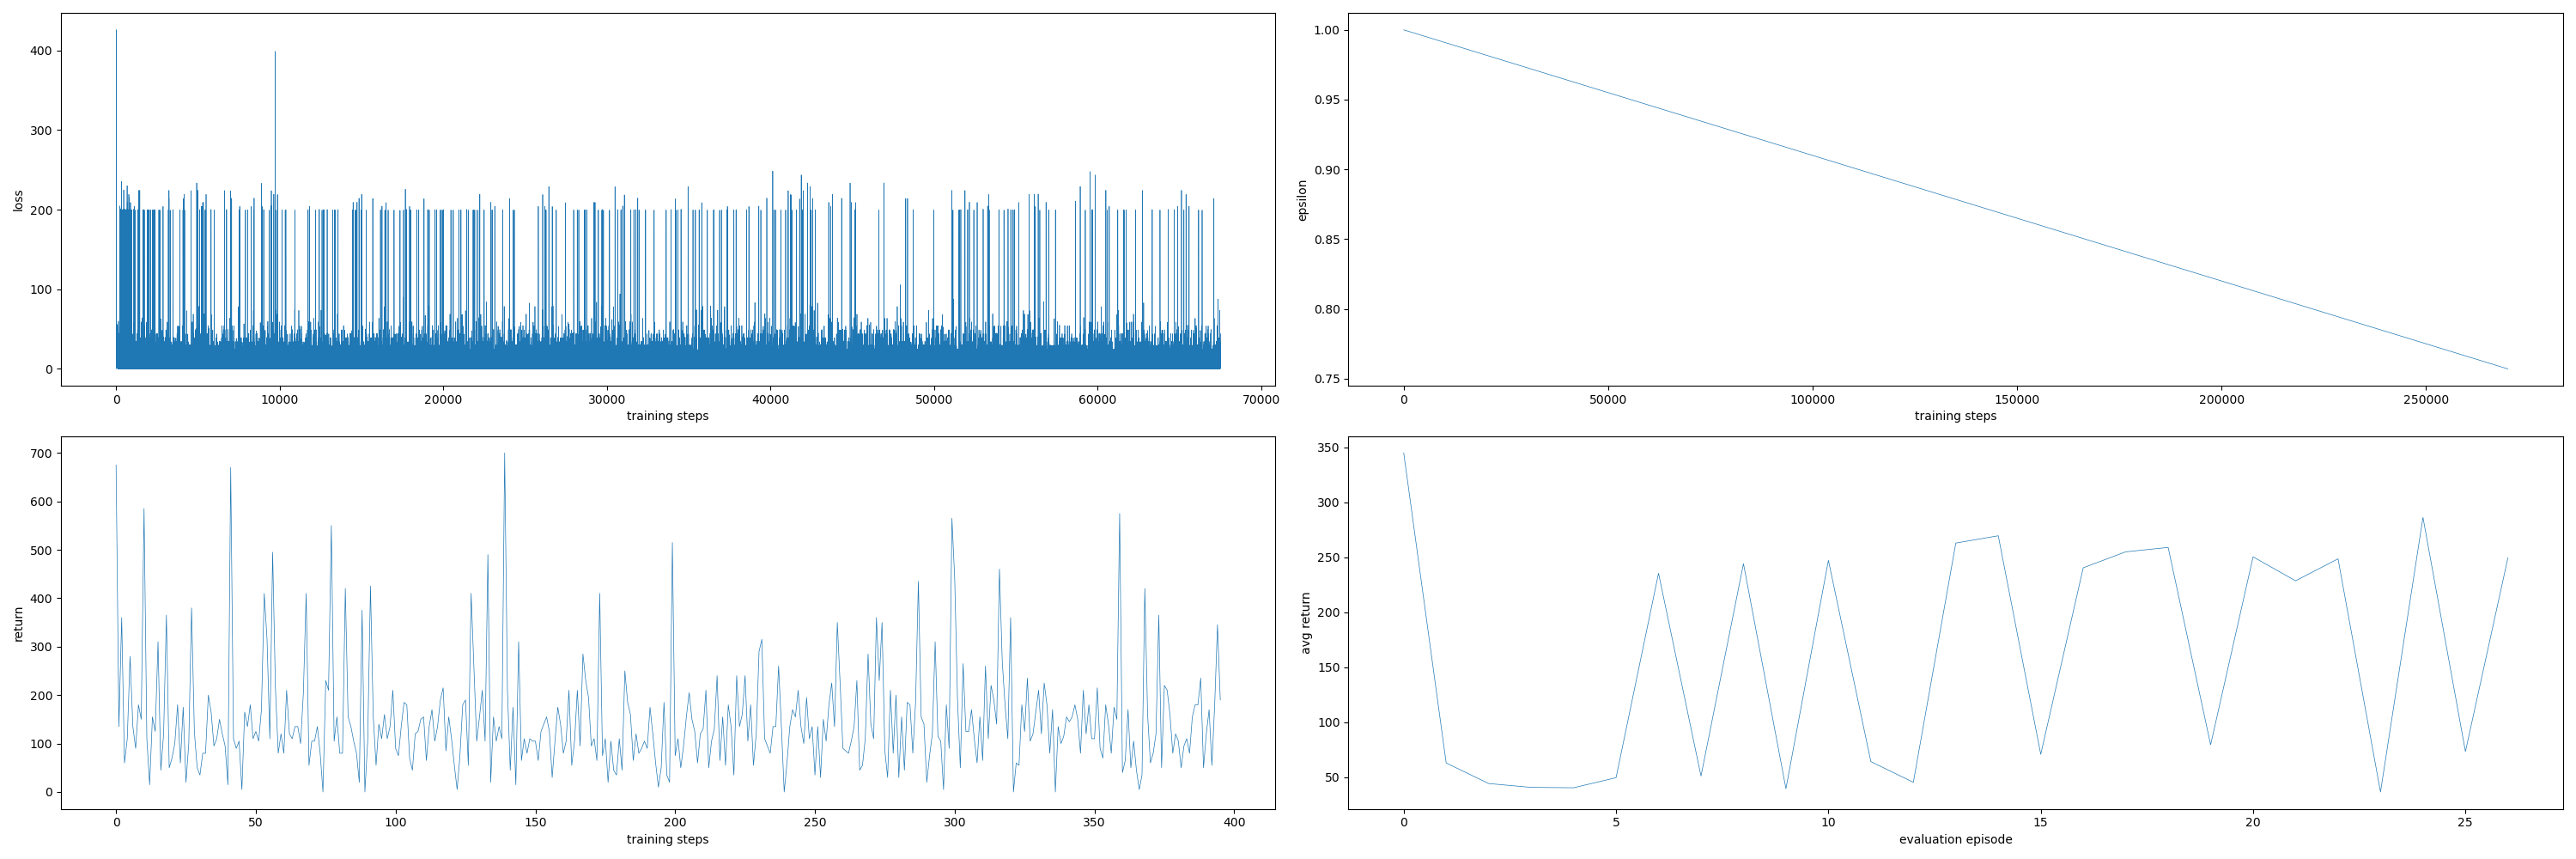 400
300
200
100
0
loss
0 10000 20000 30000 40000 50000 60000 70000
training steps
1.00
0.95
0.90
0.85
0.80
0.75
epsilon
0 50000 100000 150000 200000 250000
training steps
700
600
500
400
300
200
100
0
return
0 50 100 150 200 250 300 350 400
training steps
350
300
250
200
150
100
50
avg return
0 5 10 15 20 25
evaluation episode